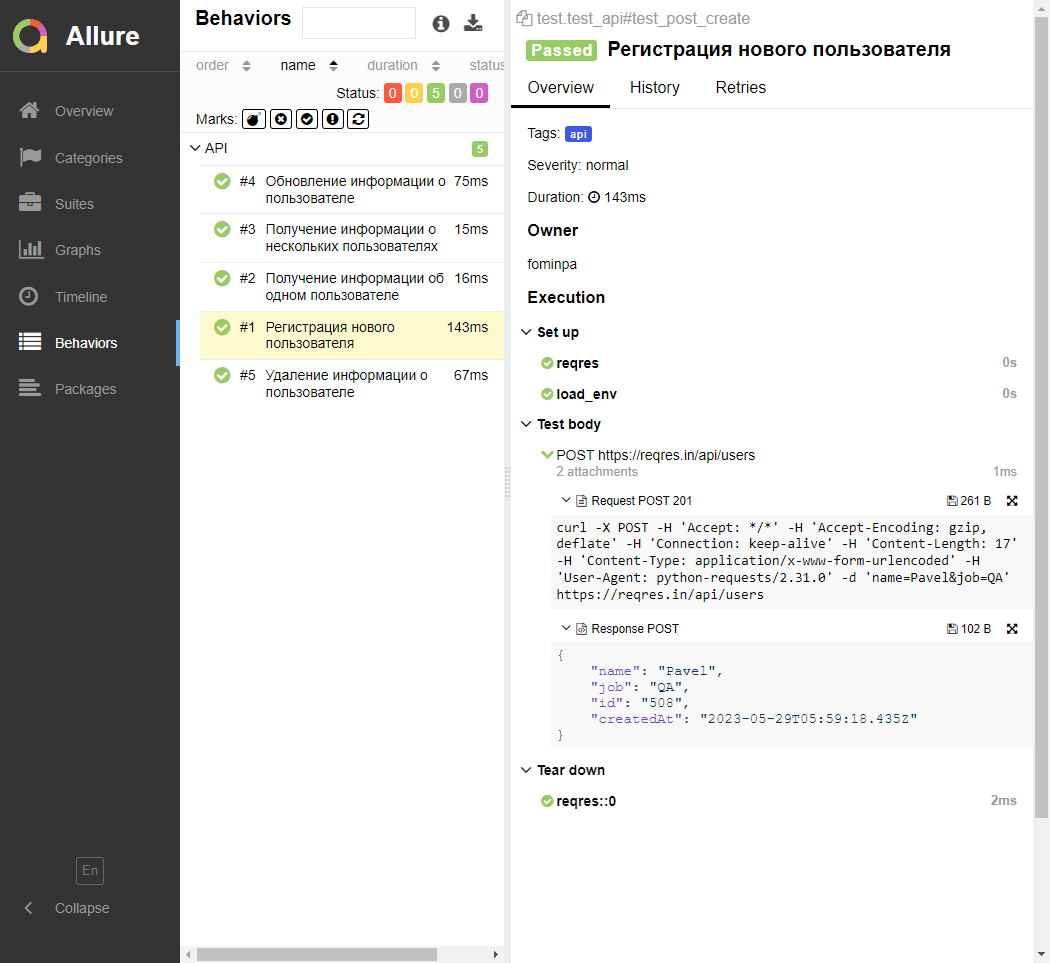 Allure
Overview
Categories
Suites
Graphs
Timeline
Behaviors
Packages
En
Collapse
Behaviors
order name duration status
Status: 0 0 5 0 0
Marks:
API 5
#4 Обновление информации о 75ms
пользователе
#3 Получение информации о 15ms
нескольких пользователях
#2 Получение информации об 16ms
одном пользователе
#1 Регистрация нового 143ms
пользователя
#5 Удаление информации о 67ms
пользователе
test.test_api#test_post_create
Passed Регистрация нового пользователя
Overview History Retries
Tags: api
Severity: normal
Duration: 143ms
Owner
fominpa
Execution
Set up
reqres 0s
load_env 0s
Test body
POST https://reqres.in/api/users
2 attachments 1ms
Request POST 201 261 B
curl -X POST -H 'Accept: */*' -H 'Accept-Encoding: gzip,
deflate' -H 'Connection: keep-alive' -H 'Content-Length: 17'
-H 'Content-Type: application/x-www-form-urlencoded' -H
'User-Agent: python-requests/2.31.0' -d 'name=Pavel&job=QA'
https://reqres.in/api/users
Response POST 102 B
{
"name": "Pavel",
"job": "QA",
"id": "508",
"createdAt": "2023-05-29T05:59:18.435Z"
}
Tear down
reqres::0 2ms